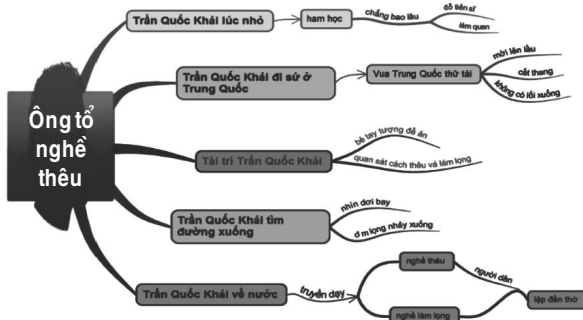 Ông tổ
nghề
thêu
Trần Quốc Khái lúc nhỏ
ham học
chẳng bao lâu
đỗ tiến sĩ
làm quan
Trần Quốc Khái đi sứ ở
Trung Quốc
Vua Trung Quốc thử tài
mời lên lầu
cất thang
không có lối xuống
Tài trí Trần Quốc Khái
bẻ tay tượng để ăn
quan sát cách thêu và làm lọng
Trần Quốc Khái tìm
đường xuống
nhìn dơi bay
ôm lọng nhảy xuống
Trần Quốc Khái về nước
truyền dạy
nghề thêu
nghề làm lọng
người dân
lập đền thờ